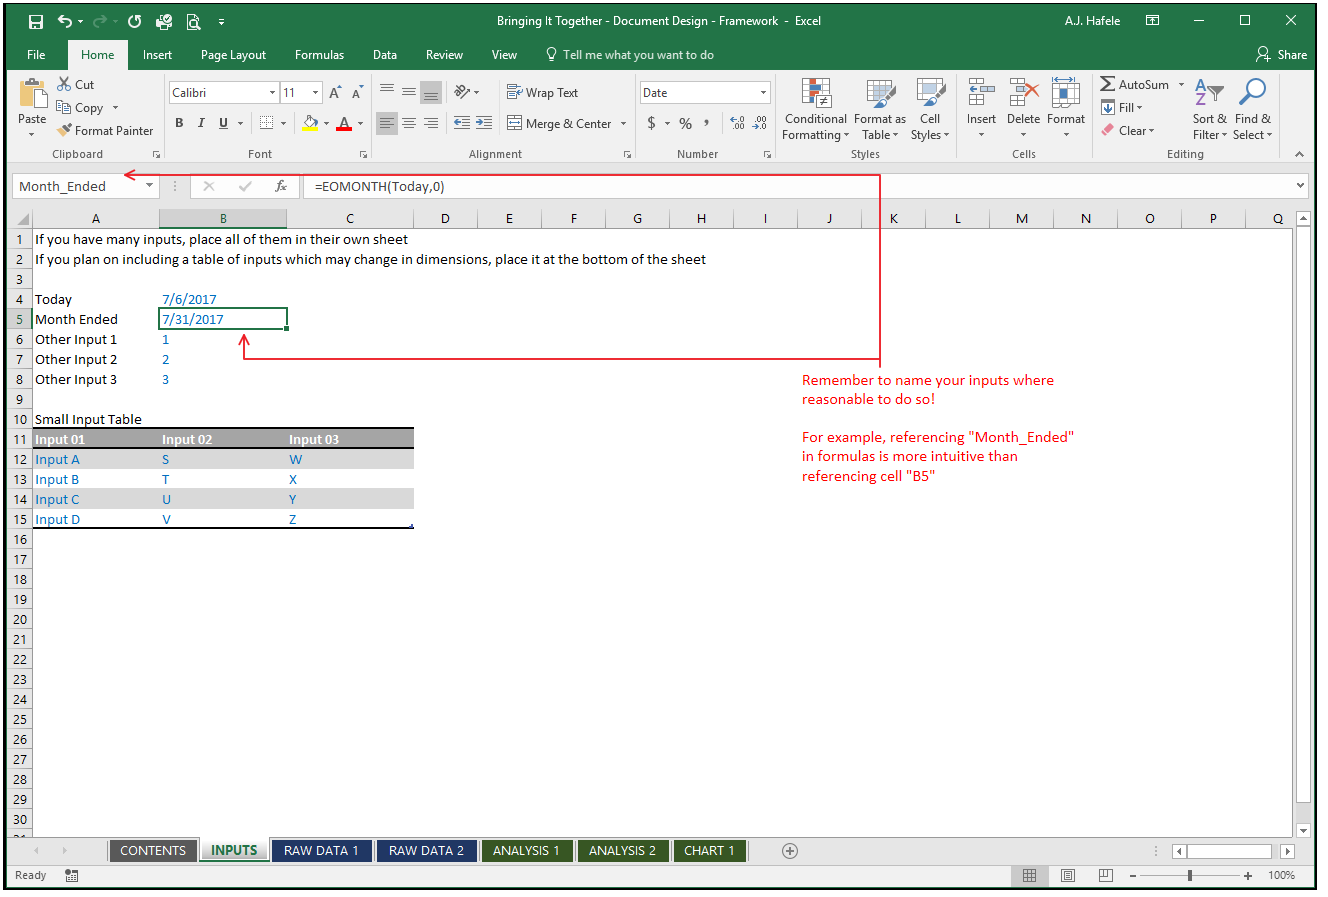 Bringing It Together - Document Design - Framework - Excel
A.J. Hafele
File Home Insert Page Layout Formulas Data Review View Tell me what you want to do Share
Paste
Cut
Copy
Format Painter
Clipboard
Calibri 11
B I U
Font
Wrap Text
Merge & Center
Alignment
Date
$ % ,
Number
Conditional Formatting
Format as Table
Cell Styles
Styles
Insert Delete Format
Cells
AutoSum
Fill
Clear
Sort & Filter
Find & Select
Editing
Month_Ended fx =EOMONTH(Today,0)
A B C D E F G H I J K L M N O P Q
1 If you have many inputs, place all of them in their own sheet
2 If you plan on including a table of inputs which may change in dimensions, place it at the bottom of the sheet
3
4 Today 7/6/2017
5 Month Ended 7/31/2017
6 Other Input 1 1
7 Other Input 2 2
8 Other Input 3 3
9
10 Small Input Table
11 Input 01 Input 02 Input 03
12 Input A S W
13 Input B T X
14 Input C U Y
15 Input D V Z
16
17
18
19
20
21
22
23
24
25
26
27
28
29
30
31
Remember to name your inputs where
reasonable to do so!
For example, referencing "Month_Ended"
in formulas is more intuitive than
referencing cell "B5"
CONTENTS INPUTS RAW DATA 1 RAW DATA 2 ANALYSIS 1 ANALYSIS 2 CHART 1
Ready 100%